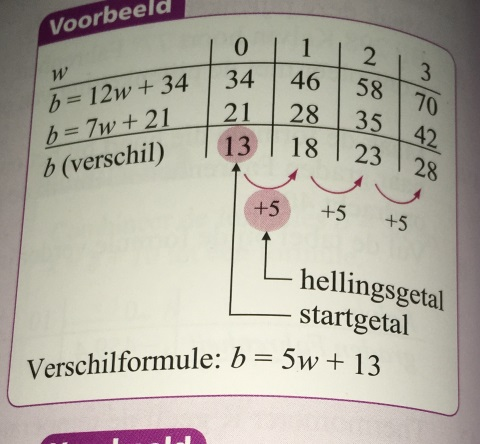 Voorbeeld
w 0 1 2 3
b = 12w + 34 34 46 58 70
b = 7w + 21 21 28 35 42
b (verschil) 13 18 23 28
+5 +5 +5
hellingsgetal
startgetal
Verschilformule: b = 5w + 13